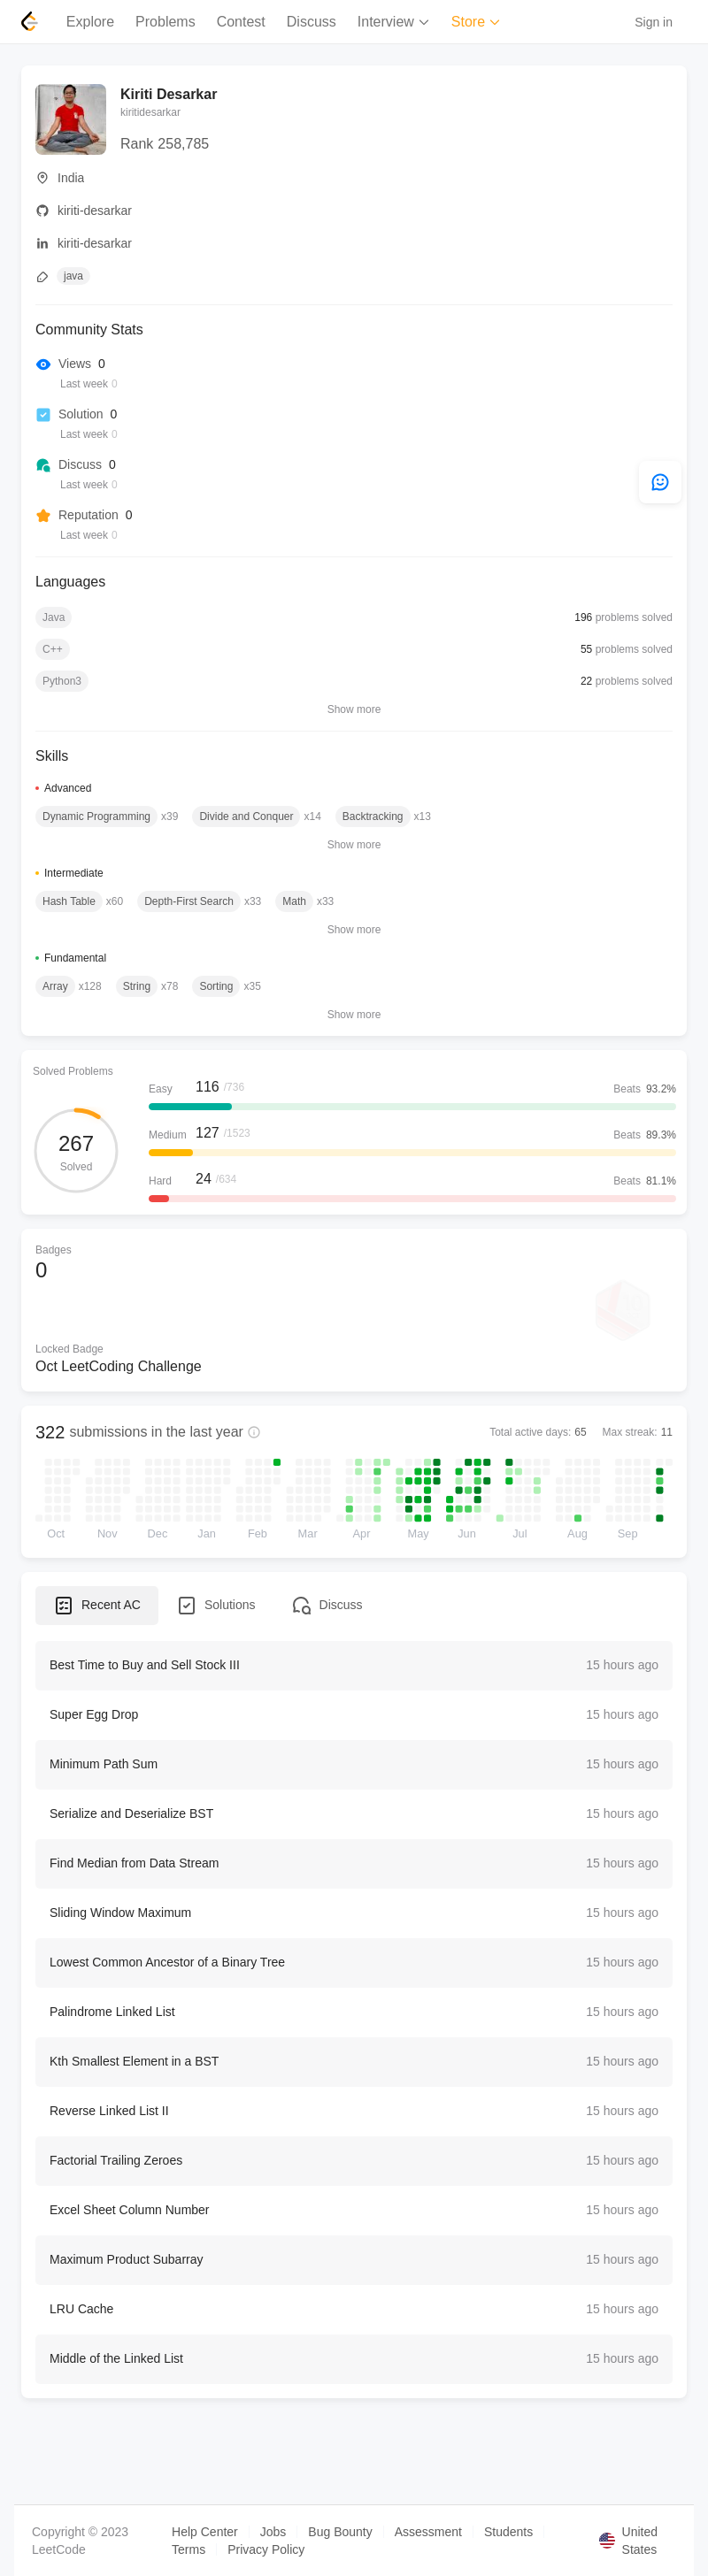 Explore Problems Contest Discuss Interview Store Sign in
Kiriti Desarkar
kiritidesarkar
Rank 258,785
India
kiriti-desarkar
kiriti-desarkar
java
Community Stats
Views 0
Last week 0
Solution 0
Last week 0
Discuss 0
Last week 0
Reputation 0
Last week 0
Languages
Java 196 problems solved
C++ 55 problems solved
Python3 22 problems solved
Show more
Skills
Advanced
Dynamic Programming x39 Divide and Conquer x14 Backtracking x13
Show more
Intermediate
Hash Table x60 Depth-First Search x33 Math x33
Show more
Fundamental
Array x128 String x78 Sorting x35
Show more
Solved Problems
267
Solved
Easy 116 /736 Beats 93.2%
Medium 127 /1523 Beats 89.3%
Hard 24 /634 Beats 81.1%
Badges
0
Locked Badge
Oct LeetCoding Challenge
322 submissions in the last year Total active days: 65 Max streak: 11
Oct Nov Dec Jan Feb Mar Apr May Jun Jul Aug Sep
Recent AC Solutions Discuss
Best Time to Buy and Sell Stock III 15 hours ago
Super Egg Drop 15 hours ago
Minimum Path Sum 15 hours ago
Serialize and Deserialize BST 15 hours ago
Find Median from Data Stream 15 hours ago
Sliding Window Maximum 15 hours ago
Lowest Common Ancestor of a Binary Tree 15 hours ago
Palindrome Linked List 15 hours ago
Kth Smallest Element in a BST 15 hours ago
Reverse Linked List II 15 hours ago
Factorial Trailing Zeroes 15 hours ago
Excel Sheet Column Number 15 hours ago
Maximum Product Subarray 15 hours ago
LRU Cache 15 hours ago
Middle of the Linked List 15 hours ago
Copyright © 2023
LeetCode
Help Center Jobs Bug Bounty Assessment Students
Terms Privacy Policy
United
States